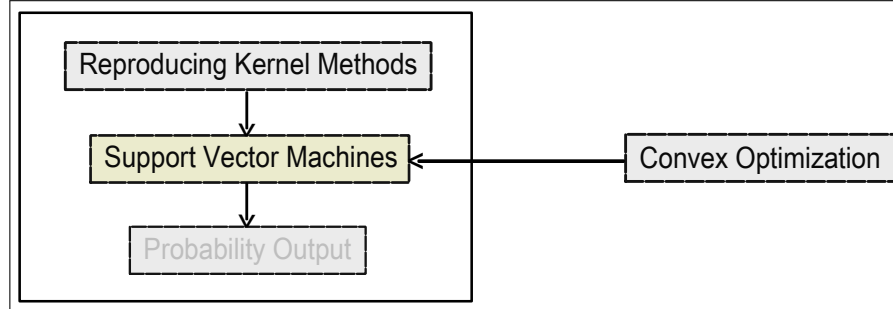 Reproducing Kernel Methods
Support Vector Machines
Convex Optimization
Probability Output